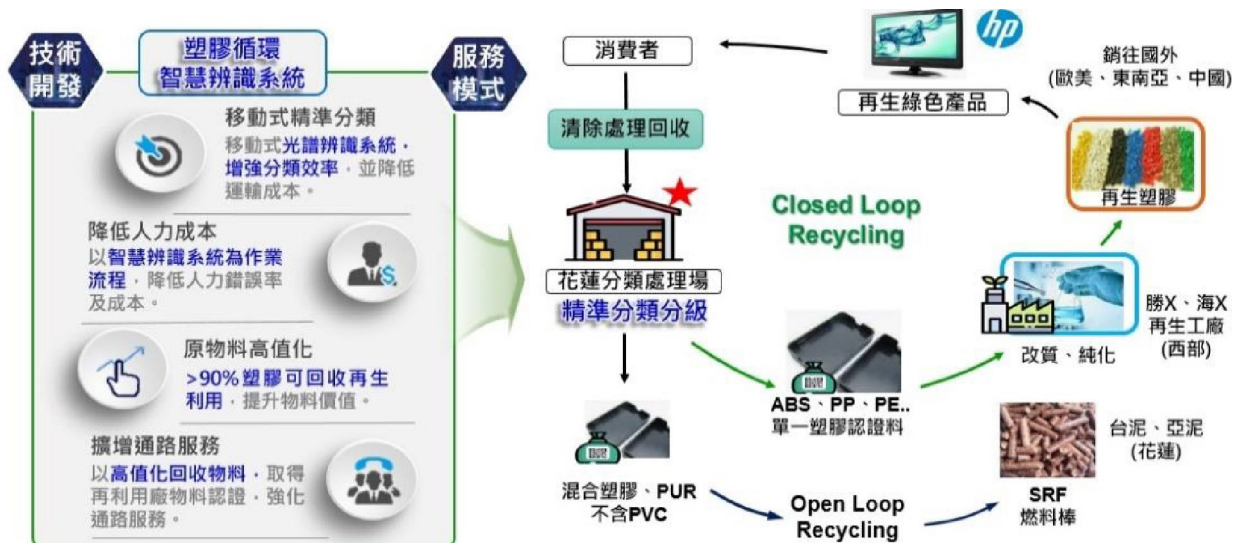 技術
開發
塑膠循環
智慧辨識系統
服務
模式
移動式精準分類
移動式光譜辨識系統，
增強分類效率，並降低
運輸成本。
降低人力成本
以智慧辨識系統為作業
流程，降低人力錯誤率
及成本。
原物料高值化
>90%塑膠可回收再生
利用，提升物料價值。
擴增通路服務
以高值化回收物料，取得
再利用廠物料認證，強化
通路服務。
消費者
清除處理回收
花蓮分類處理場
精準分類分級
混合塑膠、PUR
不含PVC
Closed Loop
Recycling
ABS、PP、PE..
單一塑膠認證料
Open Loop
Recycling
hp
再生綠色產品
銷往國外
(歐美、東南亞、中國)
再生塑膠
改質、純化
勝X、海X
再生工廠
(西部)
SRF
燃料棒
台泥、亞泥
(花蓮)